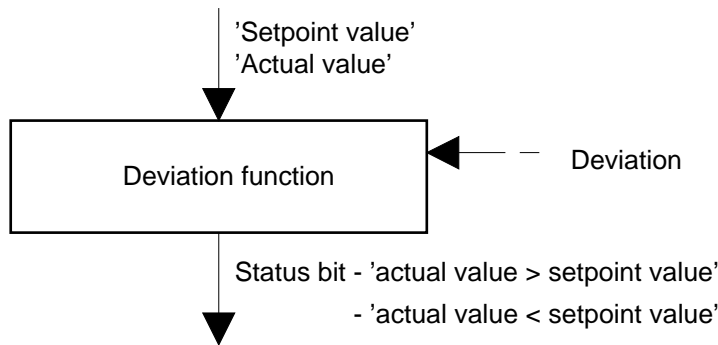 ’Setpoint value’
’Actual value’
Deviation function
Deviation
Status bit - ’actual value > setpoint value’
- ’actual value < setpoint value’